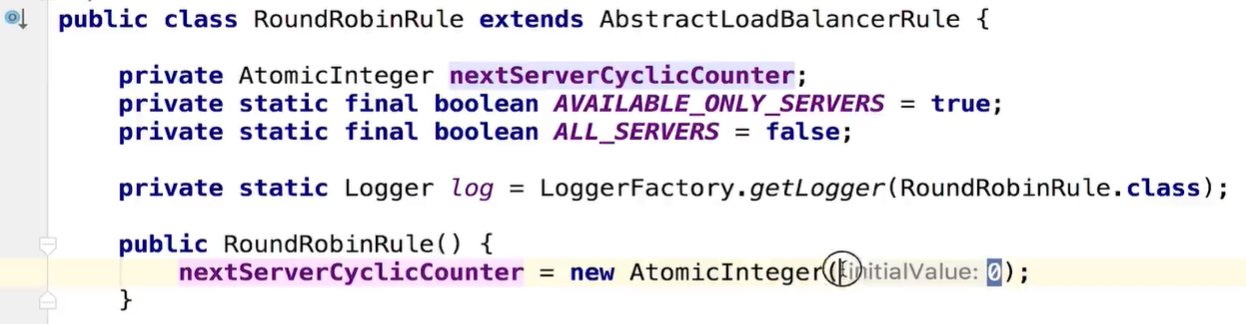 public class RoundRobinRule extends AbstractLoadBalancerRule {
private AtomicInteger nextServerCyclicCounter;
private static final boolean AVAILABLE_ONLY_SERVERS = true;
private static final boolean ALL_SERVERS = false;
private static Logger log = LoggerFactory.getLogger(RoundRobinRule.class);
public RoundRobinRule() {
nextServerCyclicCounter = new AtomicInteger( initialValue: 0);
}